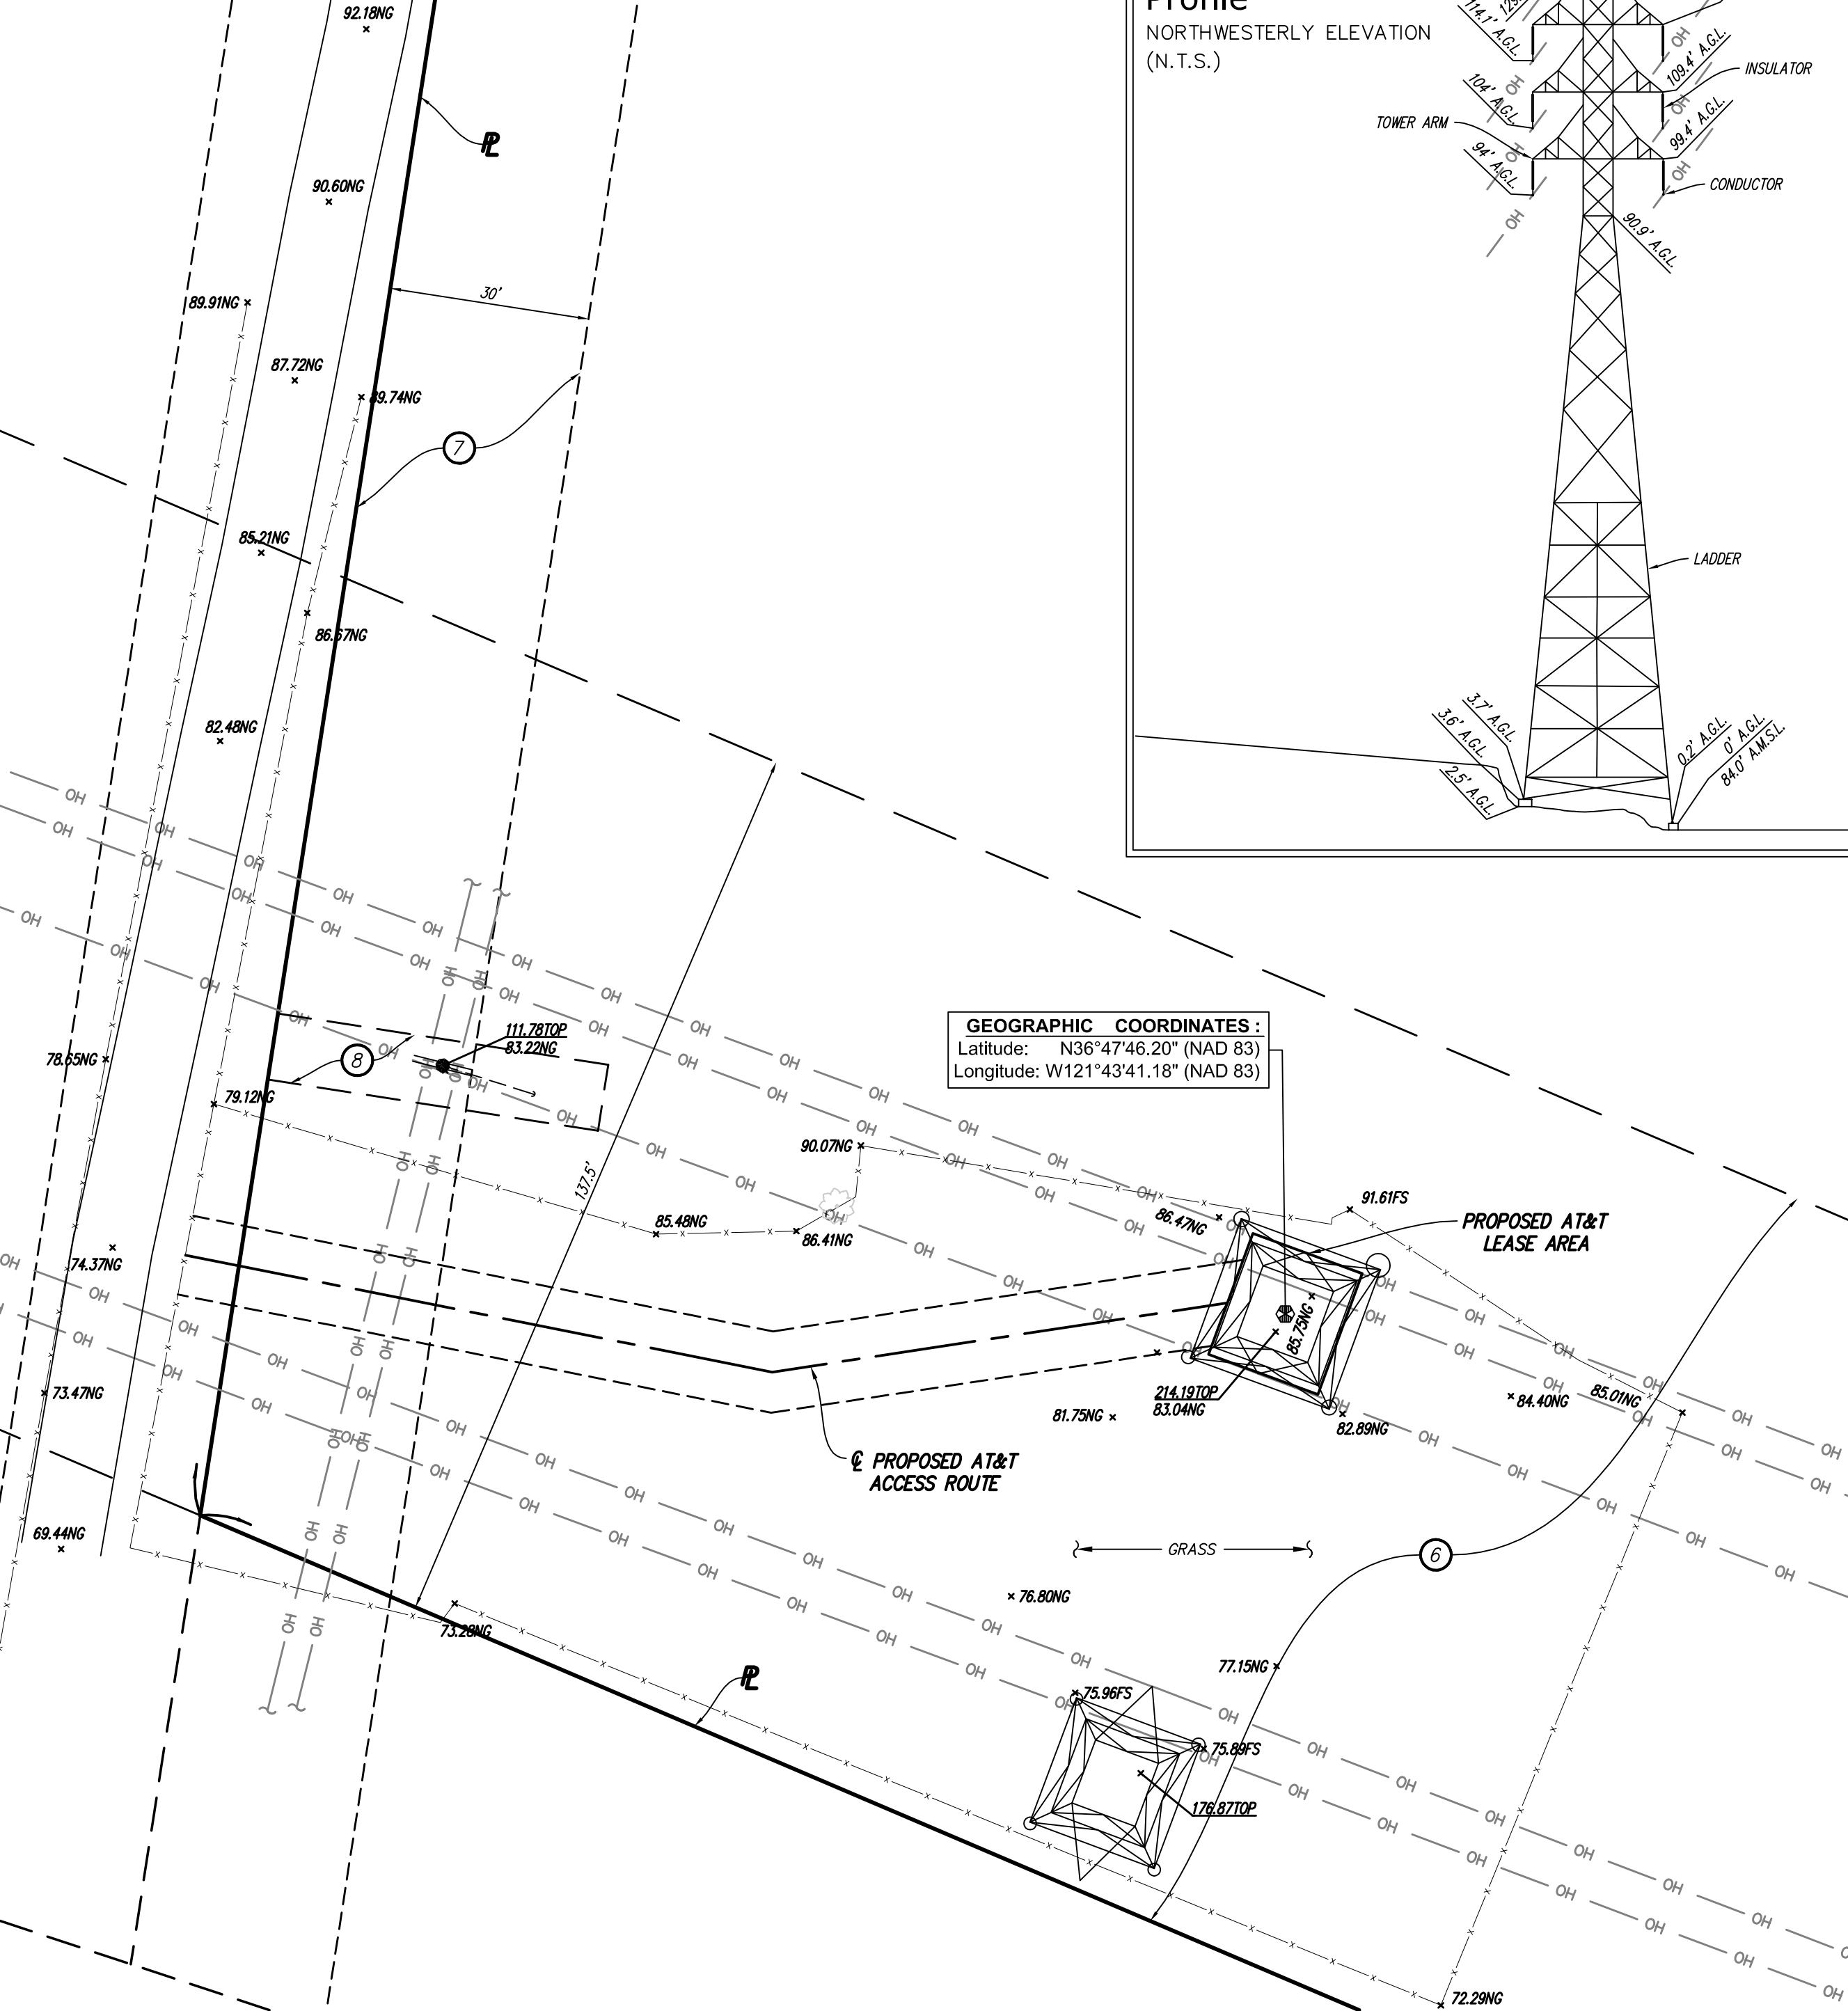 Profile
NORTHWESTERLY ELEVATION
(N.T.S.)
114.1' A.G.L.
109.4' A.G.L.
INSULATOR
104' A.G.L.
99.4' A.G.L.
TOWER ARM
94' A.G.L.
CONDUCTOR
90.9' A.G.L.
LADDER
3.7' A.G.L.
3.6' A.G.L.
2.5' A.G.L.
0.2' A.G.L.
0' A.G.L.
84.0' A.M.S.L.
92.18NG
PL
90.60NG
30'
89.91NG
87.72NG
89.74NG
7
85.21NG
86.67NG
82.48NG
OH
111.78TOP
83.22NG
8
78.65NG
79.12NG
137.5'
GEOGRAPHIC COORDINATES :
Latitude: N36°47'46.20" (NAD 83)
Longitude: W121°43'41.18" (NAD 83)
90.07NG
85.48NG
86.41NG
86.47NG
91.61FS
PROPOSED AT&T
LEASE AREA
74.37NG
85.75NG
73.47NG
214.19TOP
83.04NG
81.75NG
82.89NG
84.40NG
85.01NG
CL PROPOSED AT&T
ACCESS ROUTE
69.44NG
GRASS
6
76.80NG
73.28NG
PL
77.15NG
75.96FS
75.89FS
176.87TOP
72.29NG